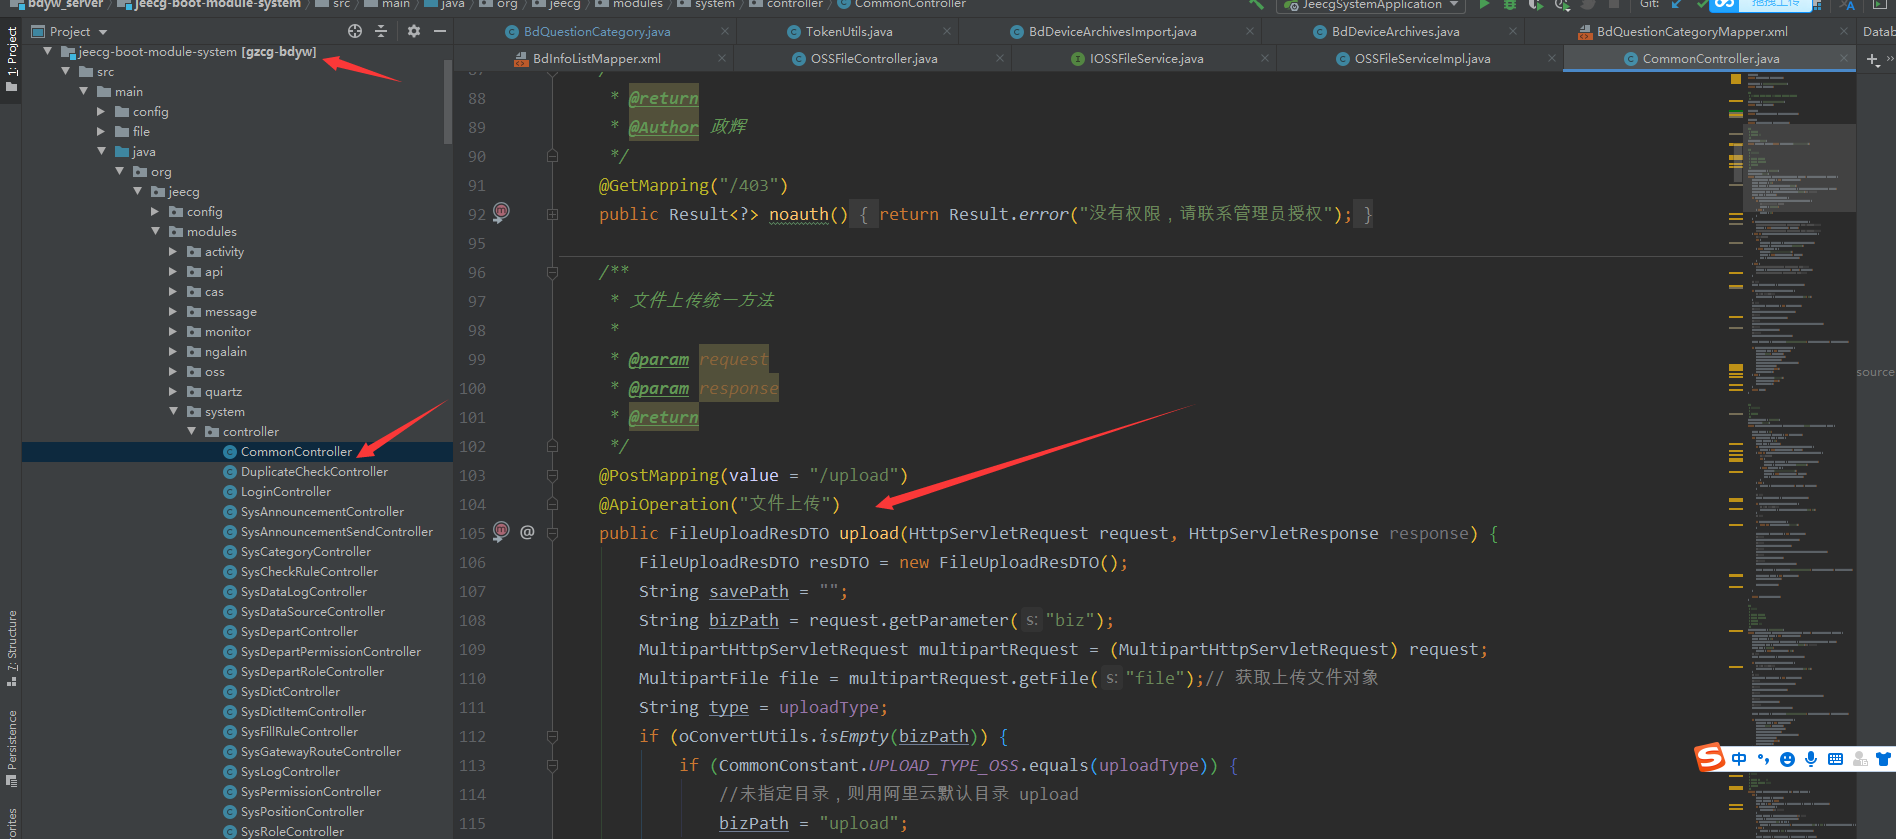 bdyw_server
jeecg-boot-module-system
src
main
java
org
jeecg
modules
system
controller
CommonController
JeecgSystemApplication
Git:
拖拽上传
1: Project
Project
BdQuestionCategory.java
TokenUtils.java
BdDeviceArchivesImport.java
BdDeviceArchives.java
BdQuestionCategoryMapper.xml
Datab
BdInfoListMapper.xml
OSSFileController.java
IOSSFileService.java
OSSFileServiceImpl.java
CommonController.java
jeecg-boot-module-system [gzcg-bdyw]
src
main
config
file
java
org
jeecg
config
modules
activity
api
cas
message
monitor
ngalain
oss
quartz
system
controller
CommonController
DuplicateCheckController
LoginController
SysAnnouncementController
SysAnnouncementSendController
SysCategoryController
SysCheckRuleController
SysDataLogController
SysDataSourceController
SysDepartController
SysDepartPermissionController
SysDepartRoleController
SysDictController
SysDictItemController
SysFillRuleController
SysGatewayRouteController
SysLogController
SysPermissionController
SysPositionController
SysRoleController
7: Structure
Persistence
orites
88 * @return
89 * @Author 政辉
90 */
91 @GetMapping("/403")
92 public Result<?> noauth() { return Result.error("没有权限，请联系管理员授权"); }
95
96 /**
97 * 文件上传统一方法
98 *
99 * @param request
100 * @param response
101 * @return
102 */
103 @PostMapping(value = "/upload")
104 @ApiOperation("文件上传")
105 @ public FileUploadResDTO upload(HttpServletRequest request, HttpServletResponse response) {
106 FileUploadResDTO resDTO = new FileUploadResDTO();
107 String savePath = "";
108 String bizPath = request.getParameter( s: "biz");
109 MultipartHttpServletRequest multipartRequest = (MultipartHttpServletRequest) request;
110 MultipartFile file = multipartRequest.getFile( s: "file");// 获取上传文件对象
111 String type = uploadType;
112 if (oConvertUtils.isEmpty(bizPath)) {
113 if (CommonConstant.UPLOAD_TYPE_OSS.equals(uploadType)) {
114 //未指定目录，则用阿里云默认目录 upload
115 bizPath = "upload";
source
中